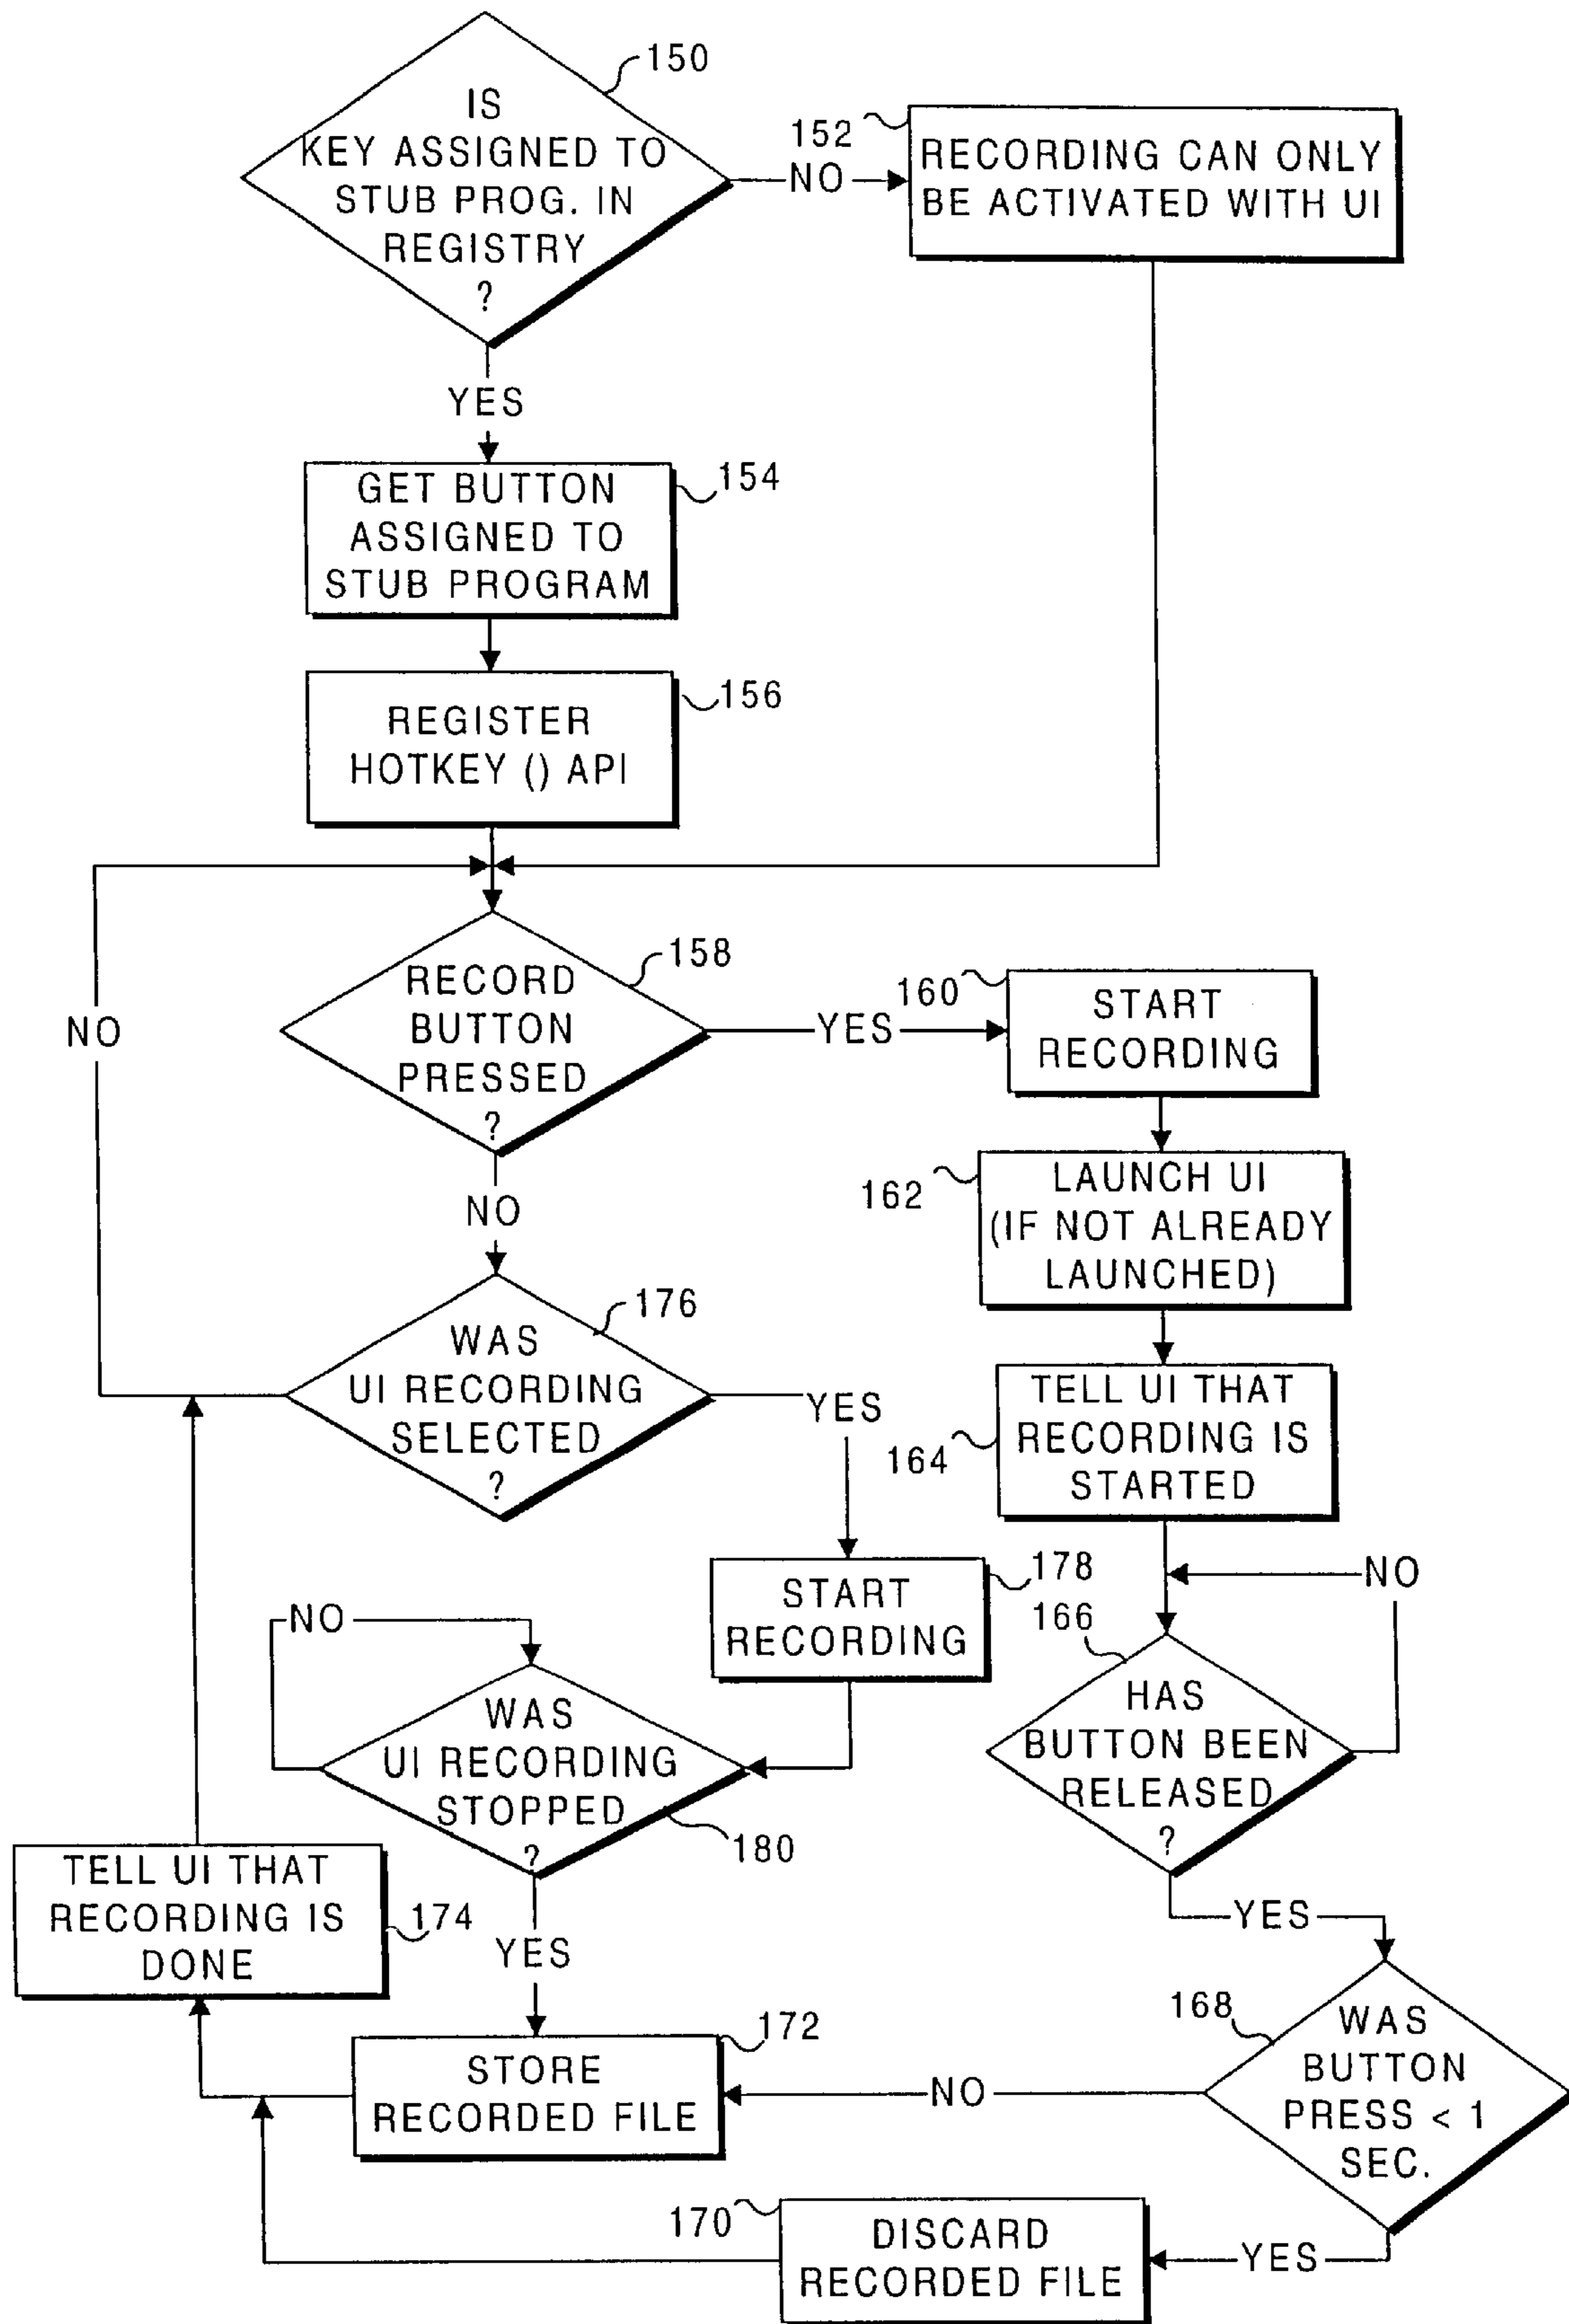 150
IS
KEY ASSIGNED TO
STUB PROG. IN
REGISTRY
?
NO
152
RECORDING CAN ONLY
BE ACTIVATED WITH UI
YES
GET BUTTON
ASSIGNED TO
STUB PROGRAM
154
REGISTER
HOTKEY () API
156
RECORD
BUTTON
PRESSED
?
158
NO
YES
160
START
RECORDING
NO
162
LAUNCH UI
(IF NOT ALREADY
LAUNCHED)
176
WAS
UI RECORDING
SELECTED
?
YES
164
TELL UI THAT
RECORDING IS
STARTED
178
START
RECORDING
NO
166
HAS
BUTTON BEEN
RELEASED
?
NO
WAS
UI RECORDING
STOPPED
?
180
TELL UI THAT
RECORDING IS
DONE
174
YES
YES
168
WAS
BUTTON
PRESS < 1
SEC.
172
STORE
RECORDED FILE
NO
170
DISCARD
RECORDED FILE
YES